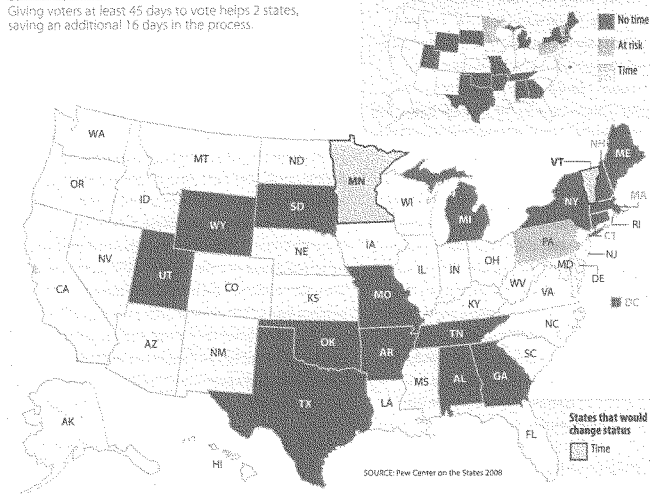 Giving voters at least 45 days to vote helps 2 states,
saving an additional 16 days in the process.
No time
At risk
Time
WA
MT
ND
MN
VT
NH
ME
OR
ID
SD
WI
MI
NY
MA
WY
RI
CT
NJ
PA
IA
NE
NV
UT
CO
IL
IN
OH
MD
DE
WV
VA
CA
KS
MO
KY
DC
AZ
NM
OK
AR
TN
NC
SC
MS
AL
GA
TX
LA
AK
FL
HI
States that would
change status
Time
SOURCE: Pew Center on the States 2008